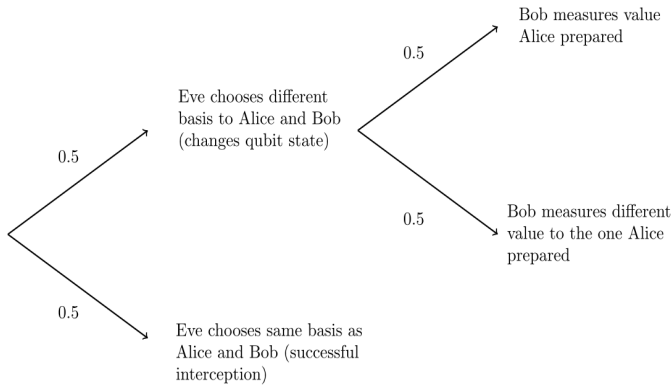 Bob measures value
Alice prepared
0.5
Eve chooses different
basis to Alice and Bob
(changes qubit state)
0.5
0.5
Bob measures different
value to the one Alice
prepared
0.5
Eve chooses same basis as
Alice and Bob (successful
interception)